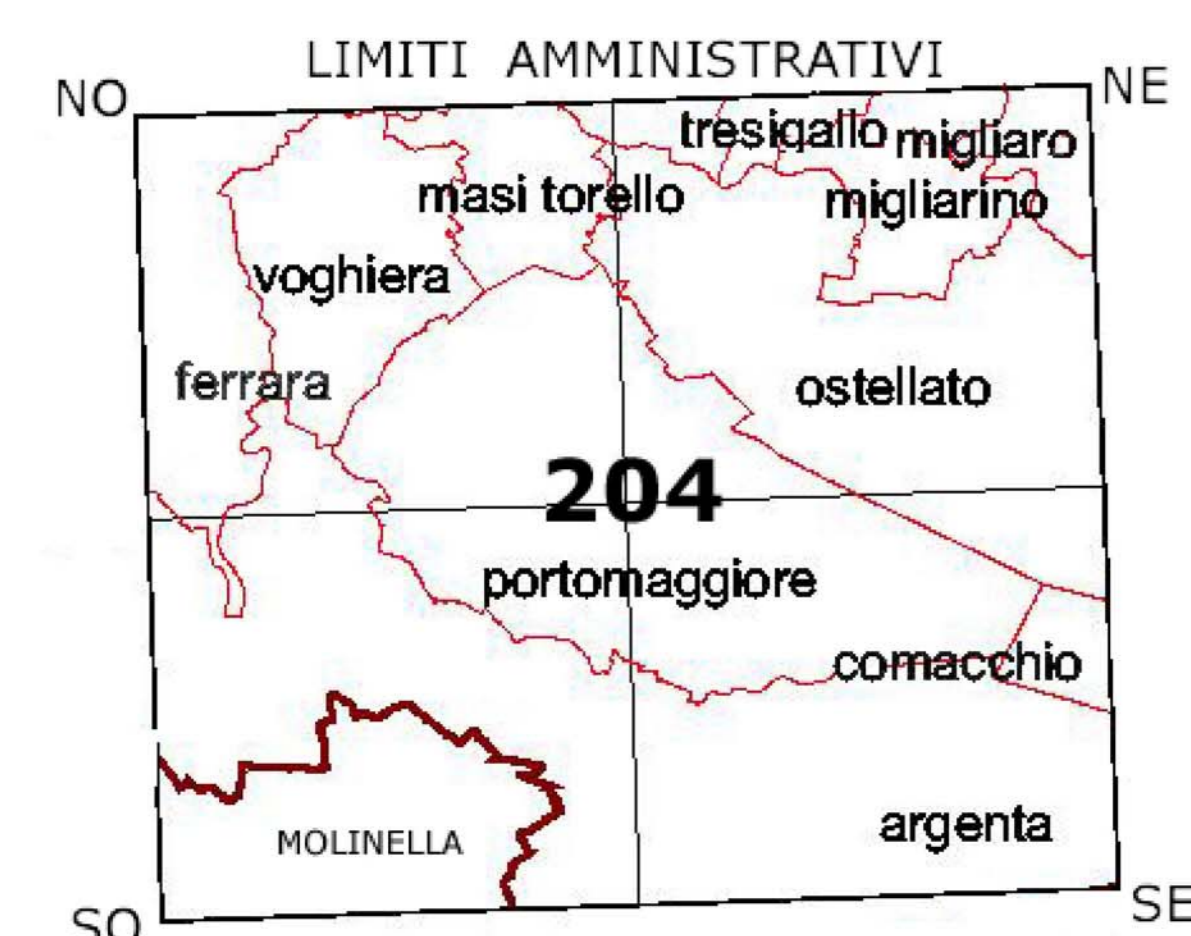 LIMITI AMMINISTRATIVI
NO
NE
tresigallo
migliaro
masi torello
migliarino
voghiera
ferrara
ostellato
204
portomaggiore
comacchio
argenta
MOLINELLA
SO
SE